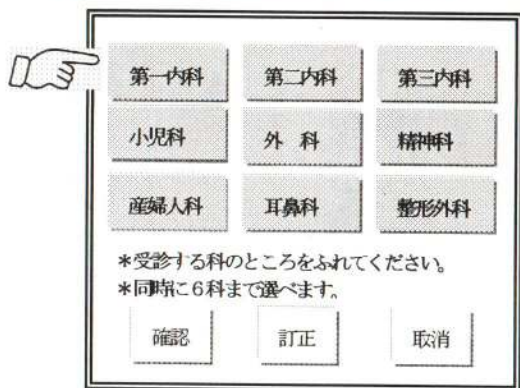 第一内科 第二内科 第三内科
小児科 外 科 精神科
産婦人科 耳鼻科 整形外科
*受診する科のところをふれてください。
*同時に6科まで選べます。
確認 訂正 取消